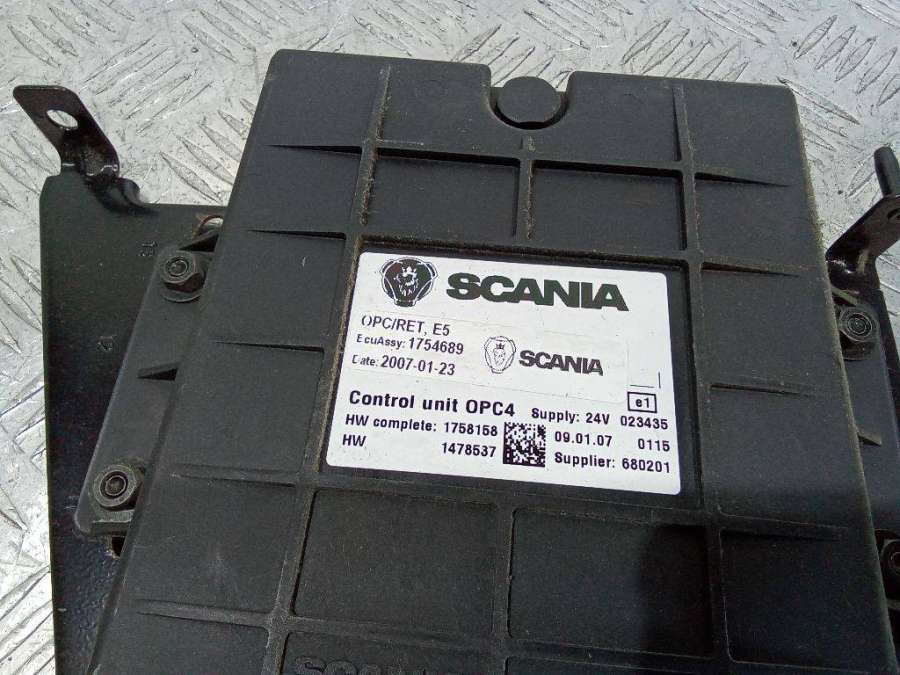 SCANIA
OPC/RET, E5
EcuAssy: 1754689
Date: 2007-01-23
SCANIA
e1
Control unit OPC4 Supply: 24V 023435
HW complete: 1758158 09.01.07 0115
HW 1478537 Supplier: 680201
SCANIA